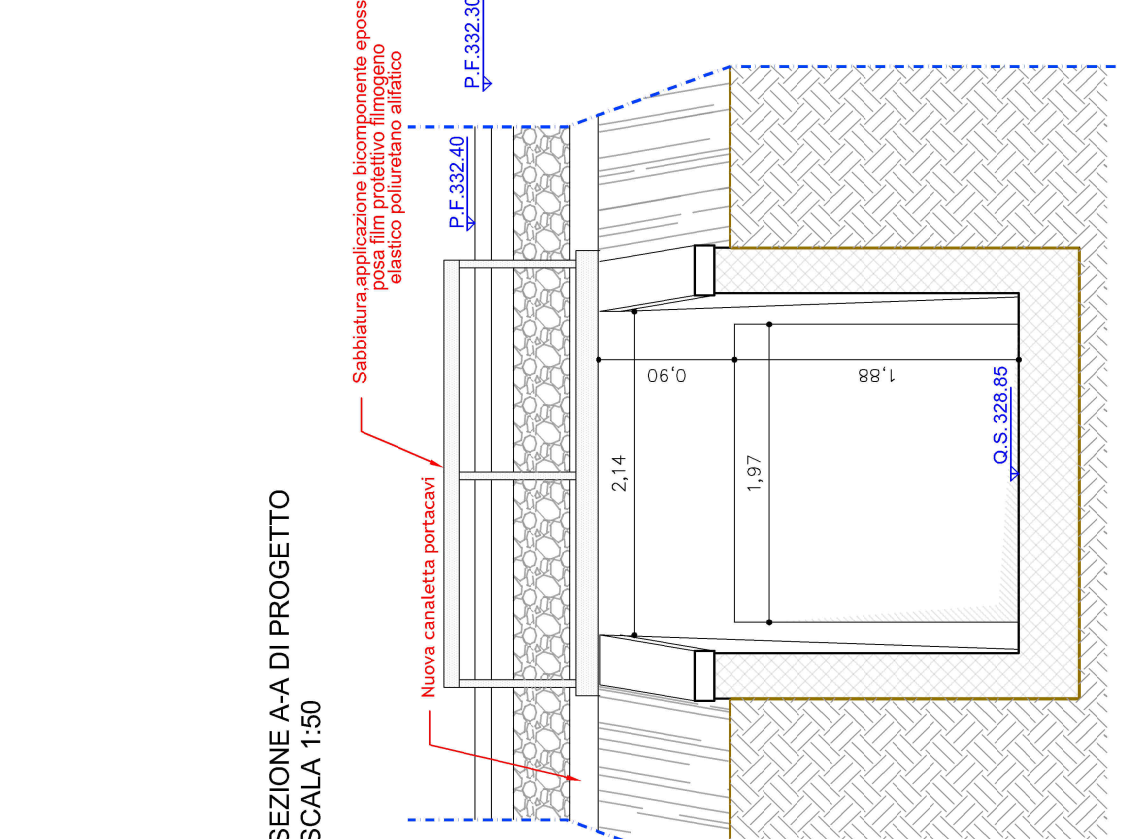 SEZIONE A-A DI PROGETTO
SCALA 1:50
Sabbiatura,applicazione bicomponente eposs
posa film protettivo filmogeno
elastico poliuretano alifatico
Nuova canaletta portacavi
P.F.332.40
P.F.332.30
2,14
0,90
1,97
1,88
Q.S. 328.85